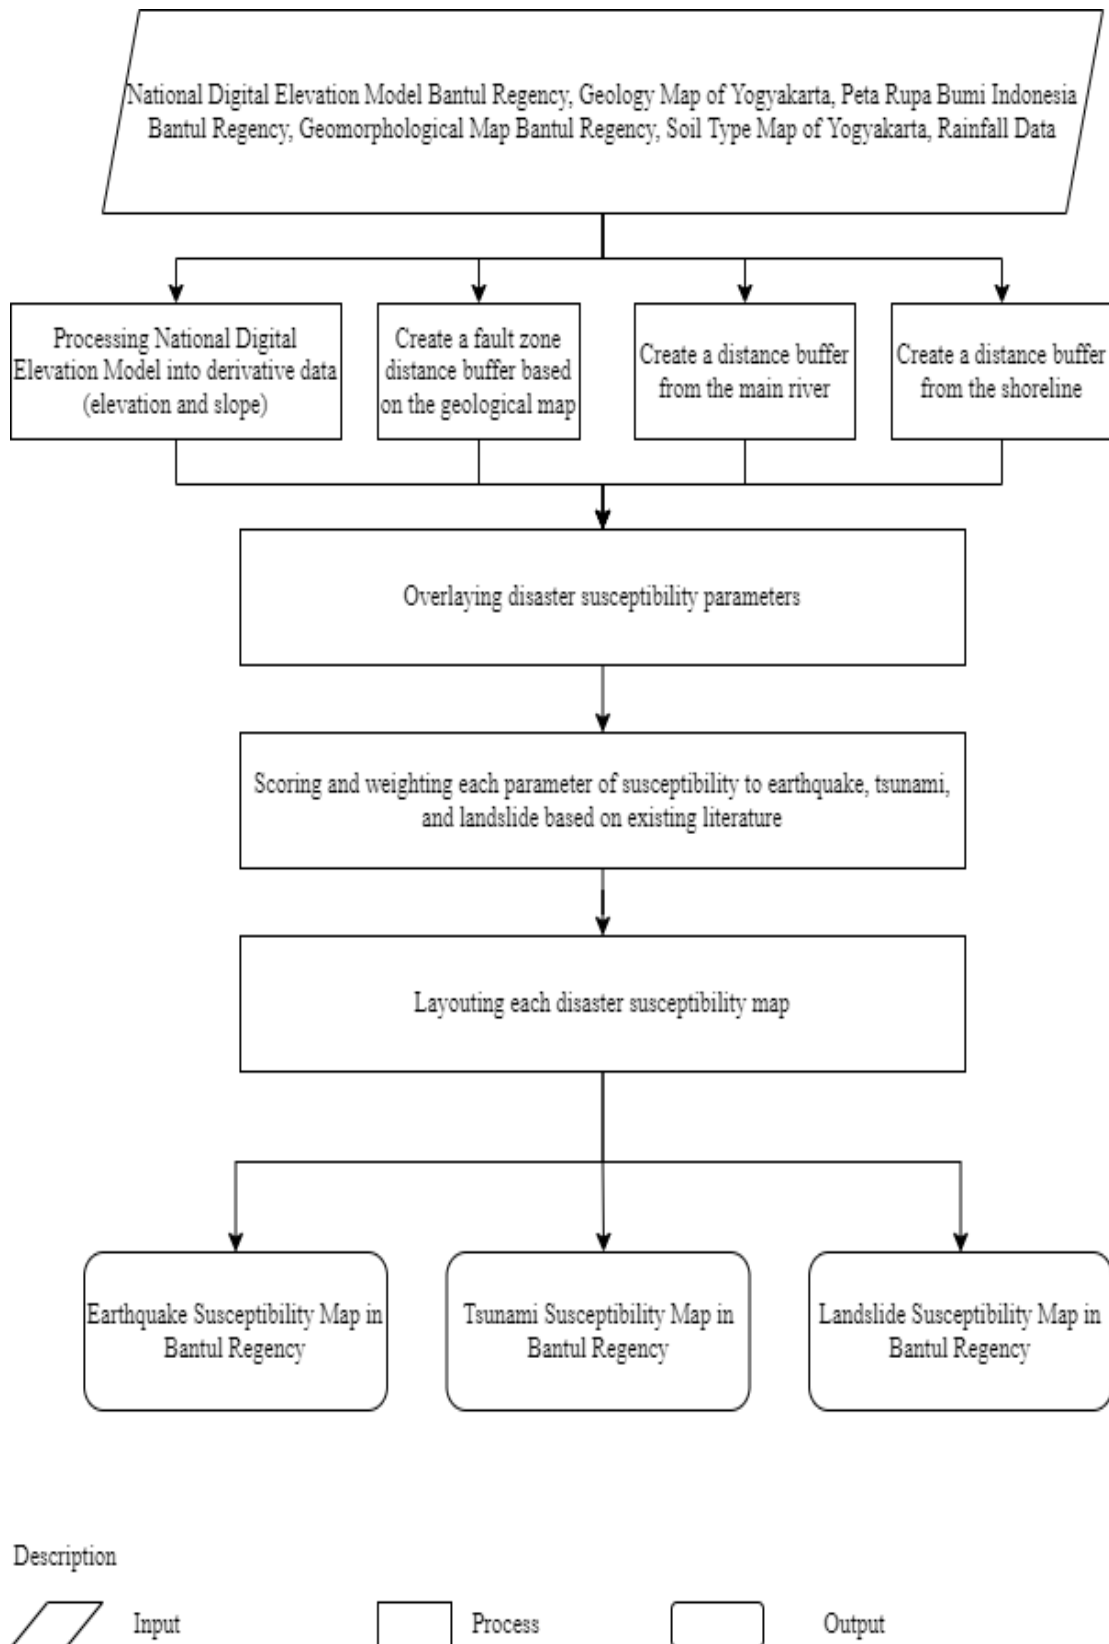 National Digital Elevation Model Bantul Regency, Geology Map of Yogyakarta, Peta Rupa Bumi Indonesia
Bantul Regency, Geomorphological Map Bantul Regency, Soil Type Map of Yogyakarta, Rainfall Data
Processing National Digital
Elevation Model into derivative data
(elevation and slope)
Create a fault zone
distance buffer based
on the geological map
Create a distance buffer
from the main river
Create a distance buffer
from the shoreline
Overlaying disaster susceptibility parameters
Scoring and weighting each parameter of susceptibility to earthquake, tsunami,
and landslide based on existing literature
Layouting each disaster susceptibility map
Earthquake Susceptibility Map in
Bantul Regency
Tsunami Susceptibility Map in
Bantul Regency
Landslide Susceptibility Map in
Bantul Regency
Description
Input
Process
Output